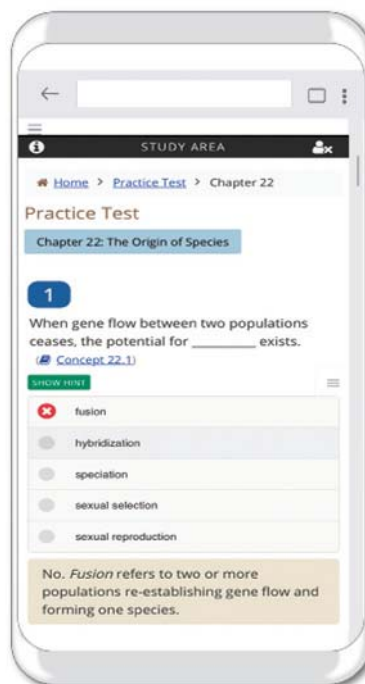 STUDY AREA
Home > Practice Test > Chapter 22
Practice Test
Chapter 22: The Origin of Species
1
When gene flow between two populations
ceases, the potential for ________ exists.
(Concept 22.1)
SHOW HINT
fusion
hybridization
speciation
sexual selection
sexual reproduction
No. Fusion refers to two or more
populations re-establishing gene flow and
forming one species.